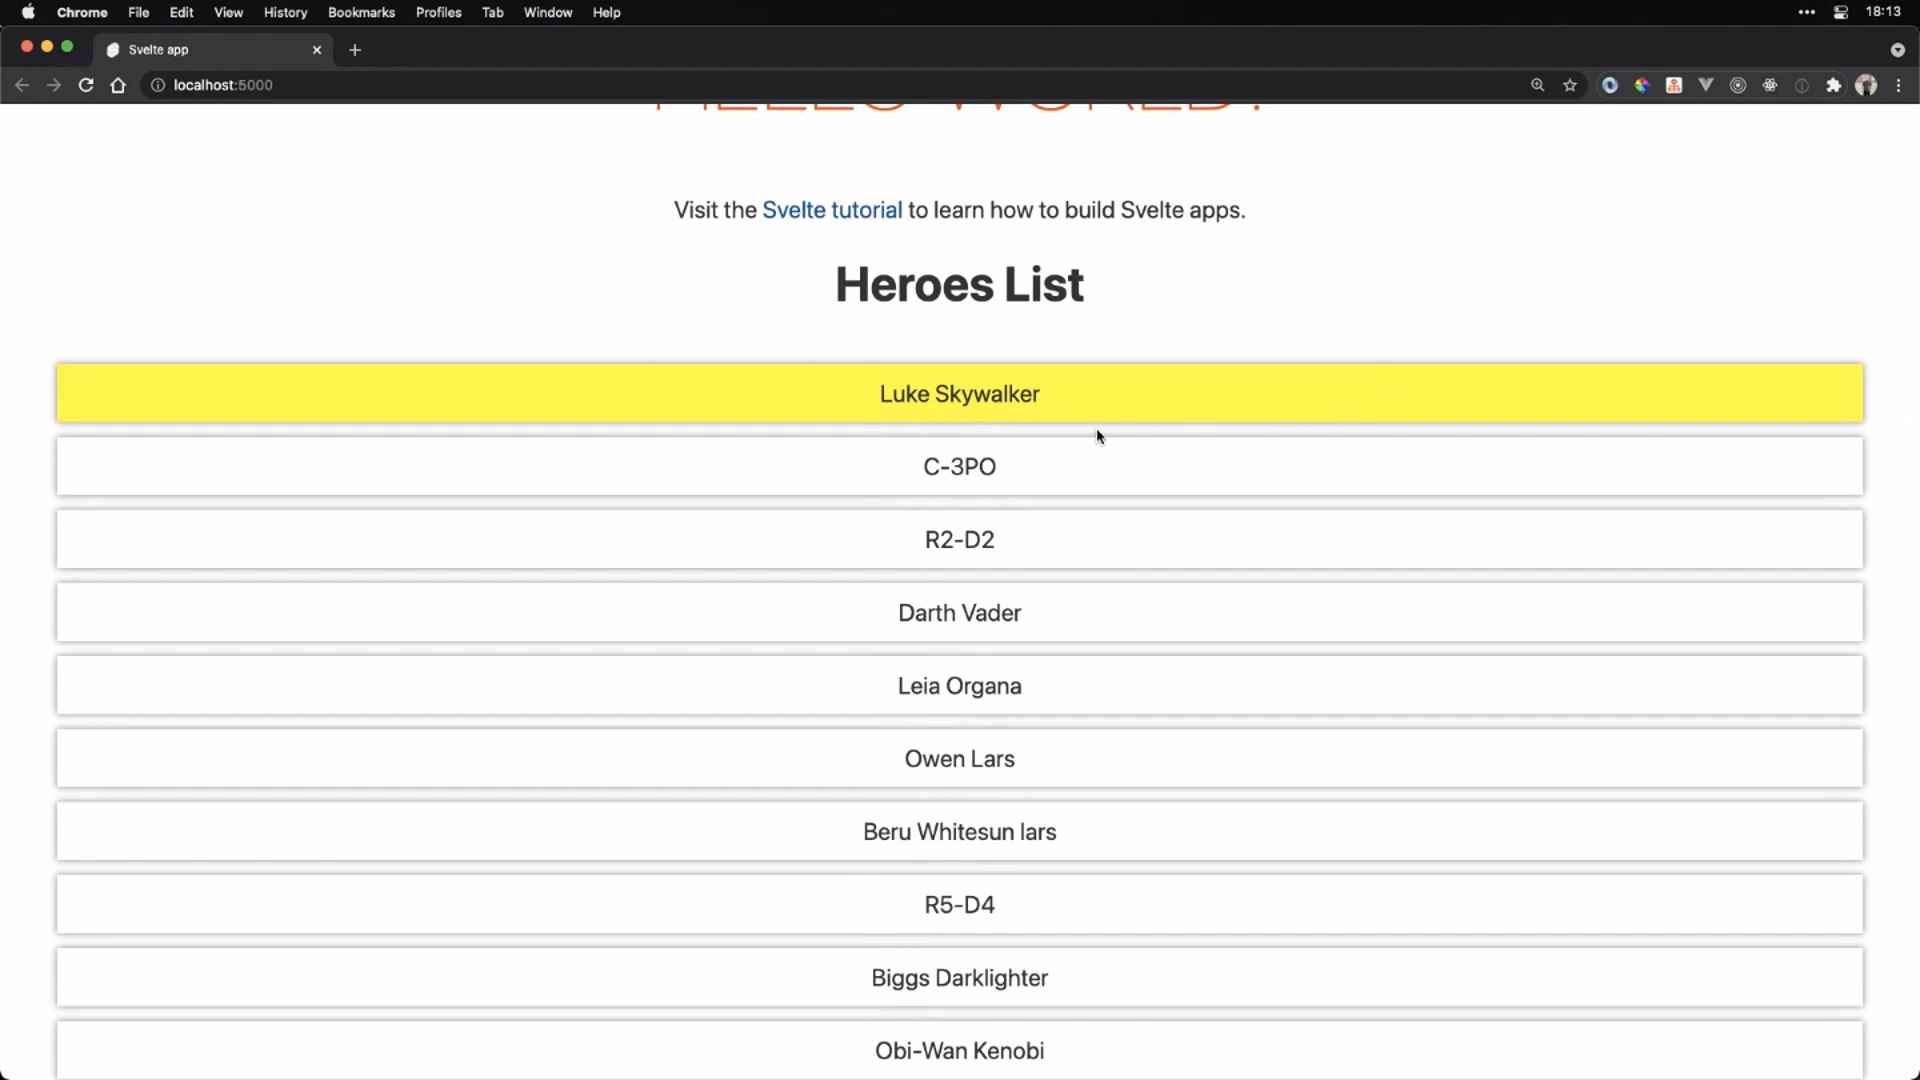 Chrome File Edit View History Bookmarks Profiles Tab Window Help 18:13
Svelte app
localhost:5000
HELLO WORLD!
Visit the Svelte tutorial to learn how to build Svelte apps.
Heroes List
Luke Skywalker
C-3PO
R2-D2
Darth Vader
Leia Organa
Owen Lars
Beru Whitesun lars
R5-D4
Biggs Darklighter
Obi-Wan Kenobi